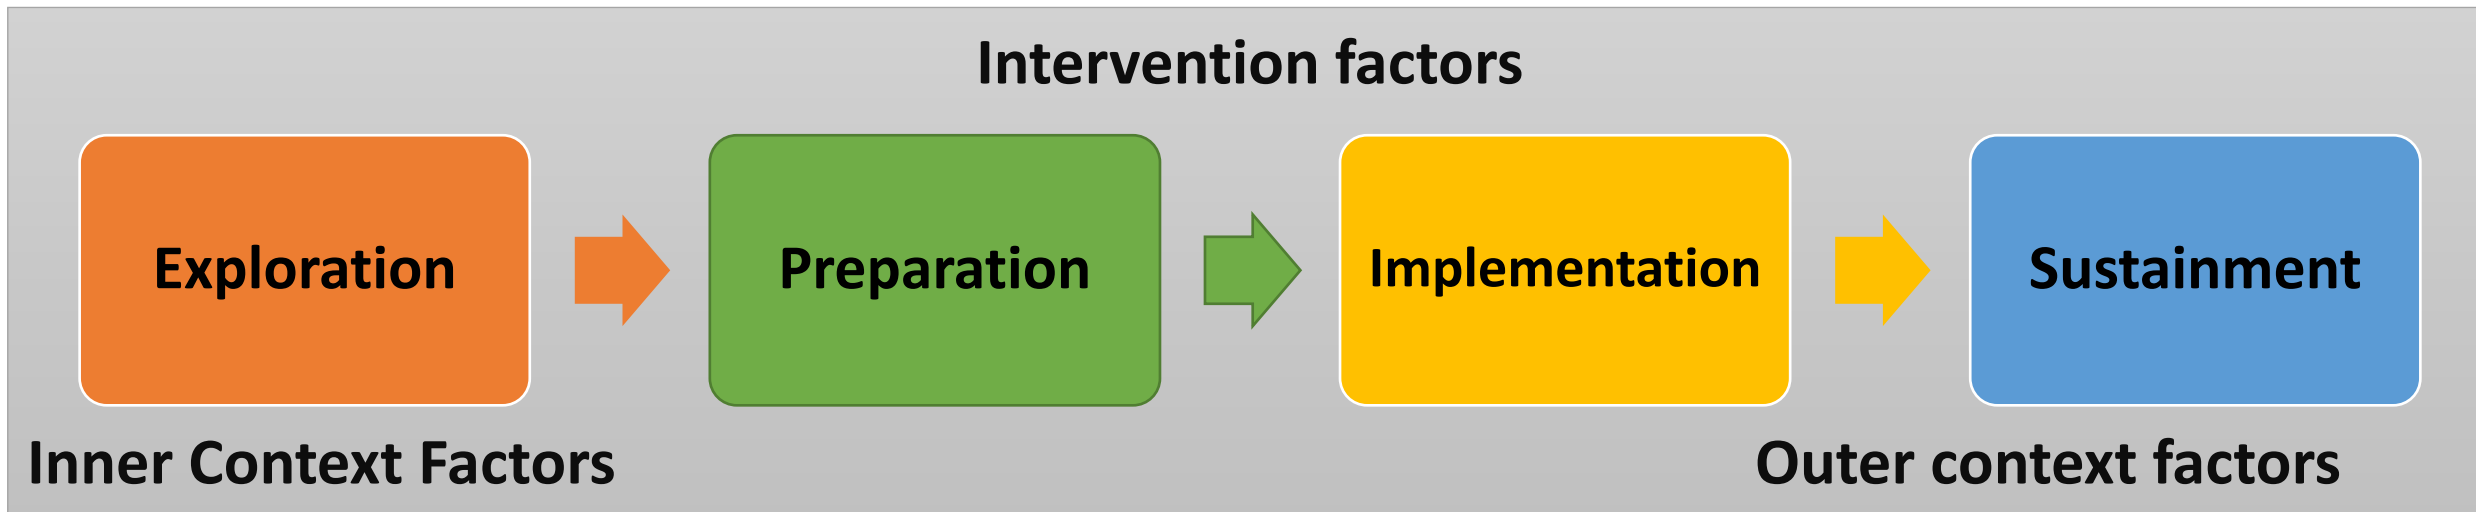 Intervention factors
Exploration
Preparation
Implementation
Sustainment
Inner Context Factors
Outer context factors